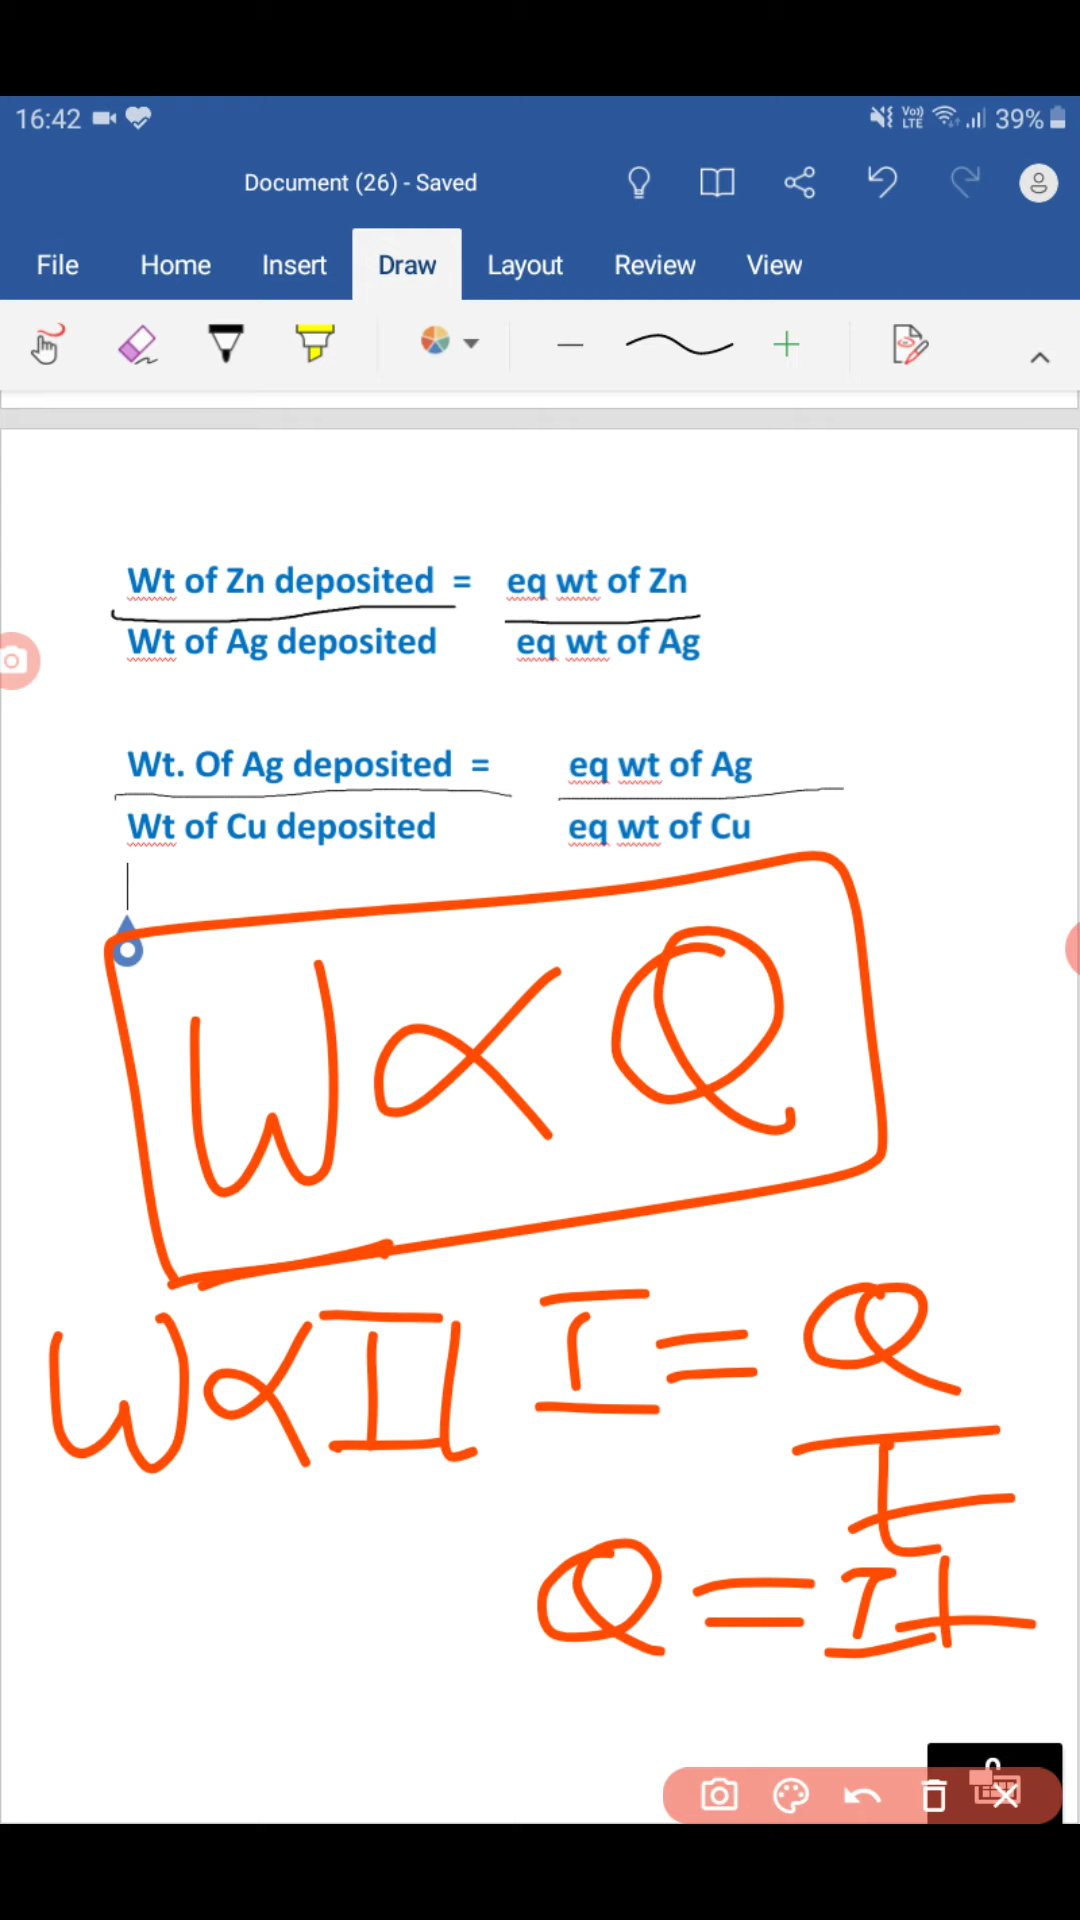 16:42 Vo)) LTE 39%
Document (26) - Saved
File Home Insert Draw Layout Review View
Wt of Zn deposited = eq wt of Zn
Wt of Ag deposited eq wt of Ag
Wt. Of Ag deposited = eq wt of Ag
Wt of Cu deposited eq wt of Cu
W ∝ Q
W ∝ It I = Q
t
Q = It